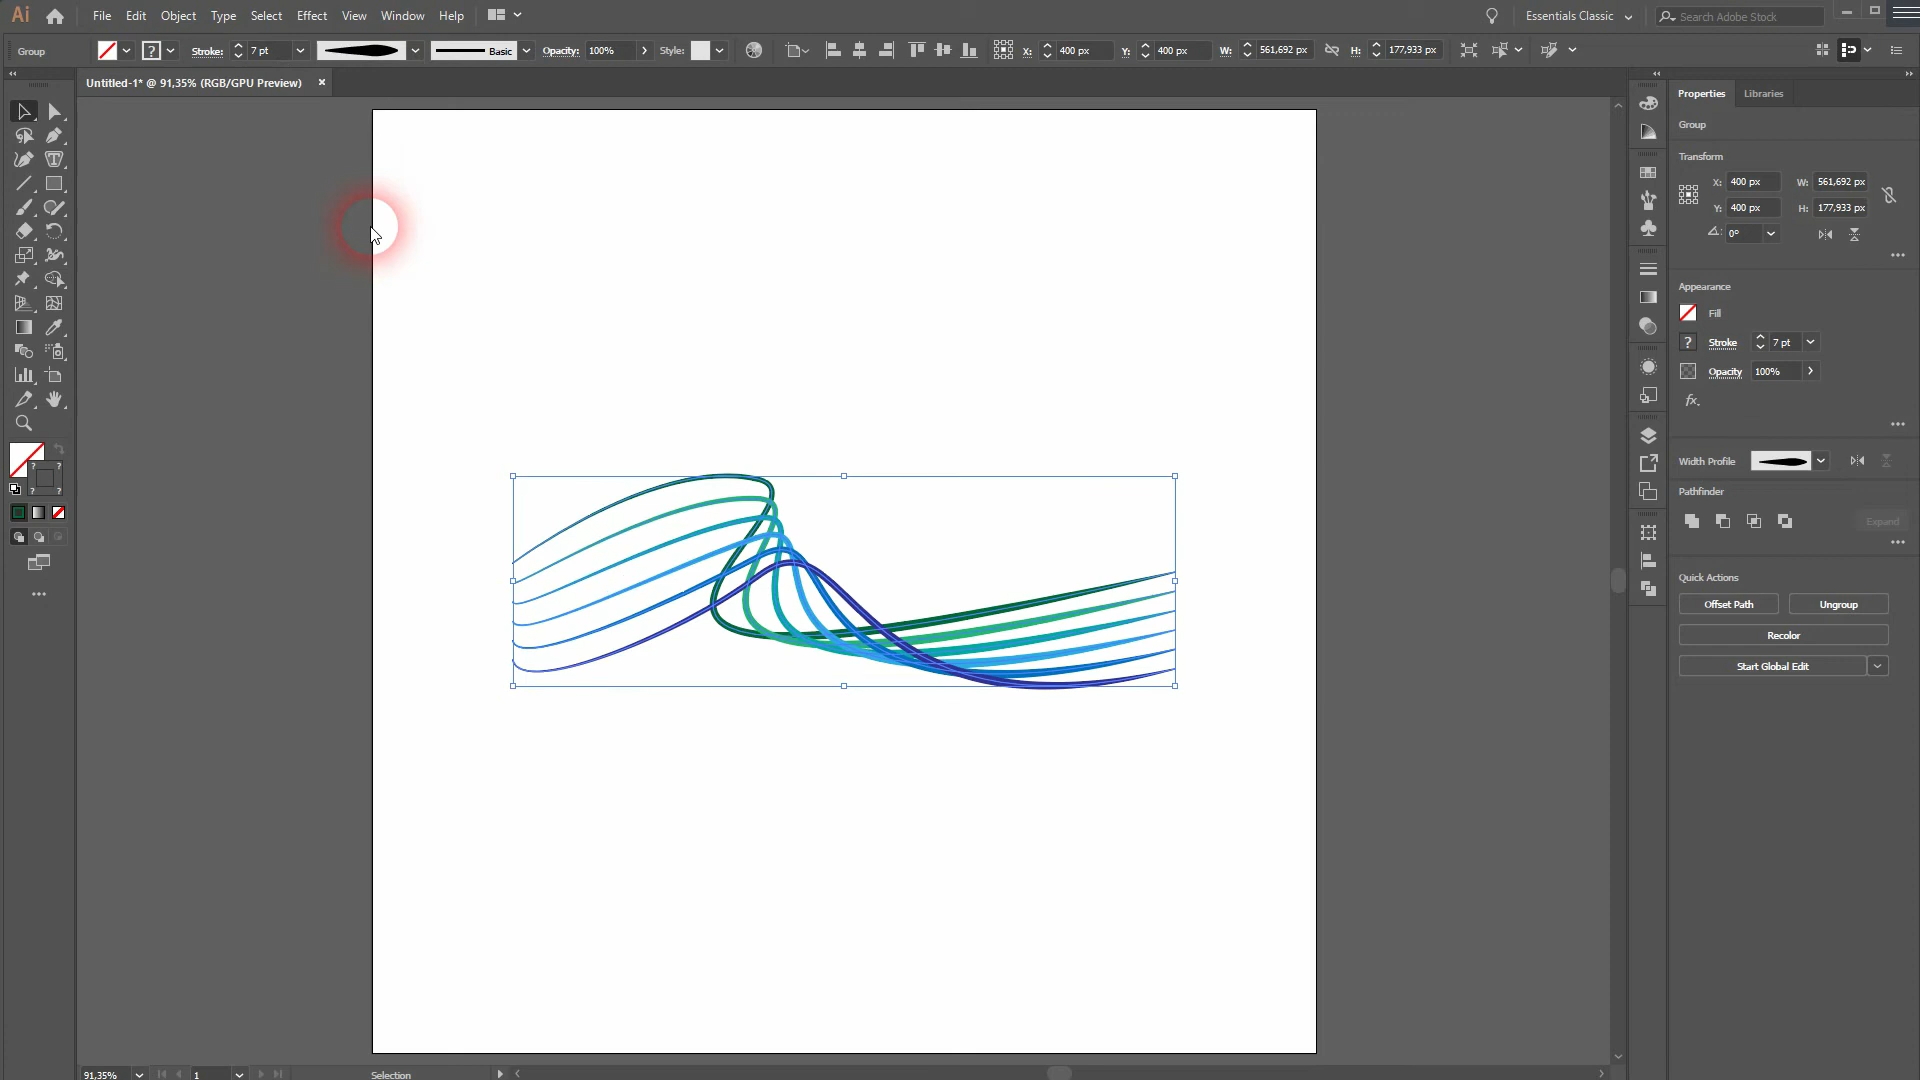 Ai File Edit Object Type Select Effect View Window Help Essentials Classic Search Adobe Stock
Group ? Stroke: 7 pt Basic Opacity: 100% Style: X: 400 px Y: 400 px W: 561,692 px H: 177,933 px
Untitled-1* @ 91,35% (RGB/GPU Preview) ×
Properties Libraries
Group
Transform
X: 400 px W: 561,692 px
Y: 400 px H: 177,933 px
0°
Appearance
Fill
? Stroke 7 pt
Opacity 100%
fx.
Width Profile
Pathfinder
Expand
Quick Actions
Offset Path Ungroup
Recolor
Start Global Edit
? ?
? ?
91,35% 1 Selection